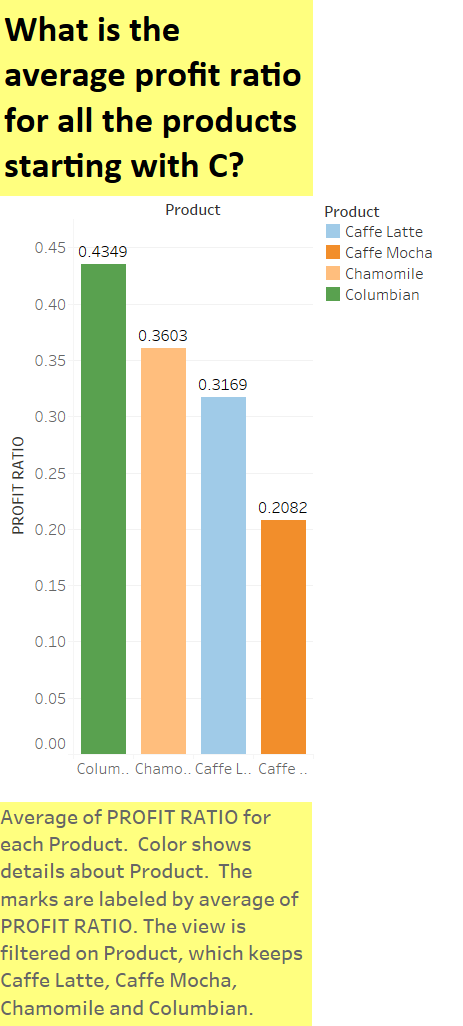 What is the
average profit ratio
for all the products
starting with C?
Product
Product
Caffe Latte
Caffe Mocha
Chamomile
Columbian
0.45
0.40
0.35
0.30
0.25
0.20
0.15
0.10
0.05
0.00
PROFIT RATIO
0.4349
0.3603
0.3169
0.2082
Colum.. Chamo.. Caffe L.. Caffe ..
Average of PROFIT RATIO for
each Product.  Color shows
details about Product.  The
marks are labeled by average of
PROFIT RATIO. The view is
filtered on Product, which keeps
Caffe Latte, Caffe Mocha,
Chamomile and Columbian.